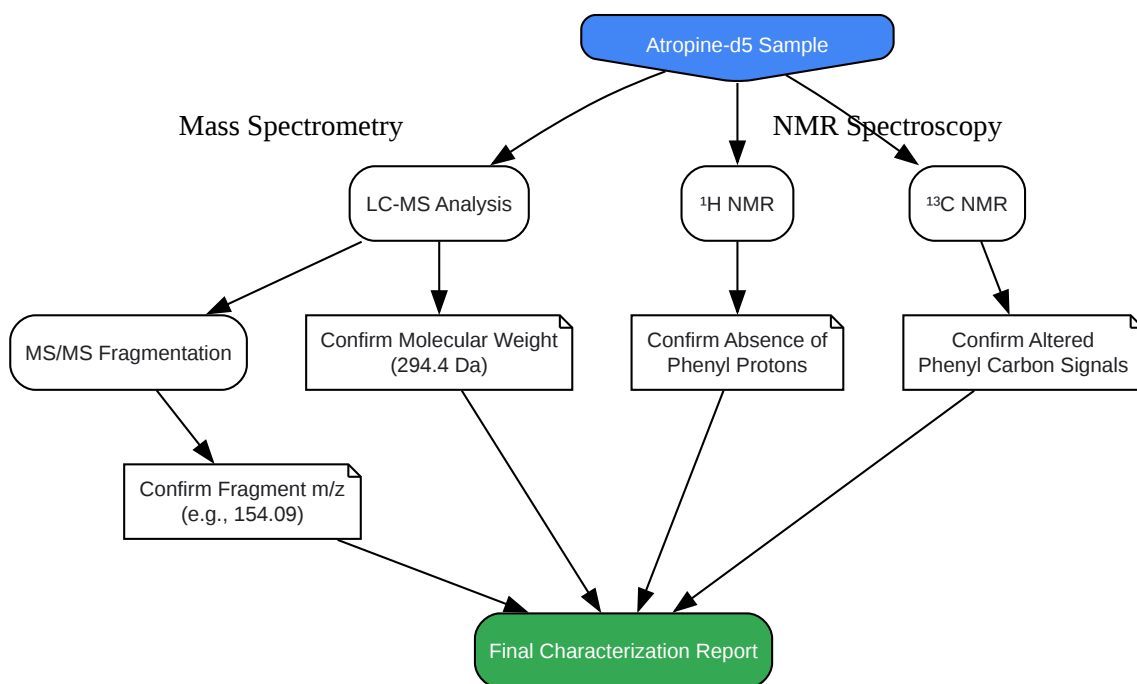 Atropine-d5 Sample
Mass Spectrometry
NMR Spectroscopy
LC-MS Analysis
¹H NMR
¹³C NMR
MS/MS Fragmentation
Confirm Molecular Weight
(294.4 Da)
Confirm Absence of
Phenyl Protons
Confirm Altered
Phenyl Carbon Signals
Confirm Fragment m/z
(e.g., 154.09)
Final Characterization Report